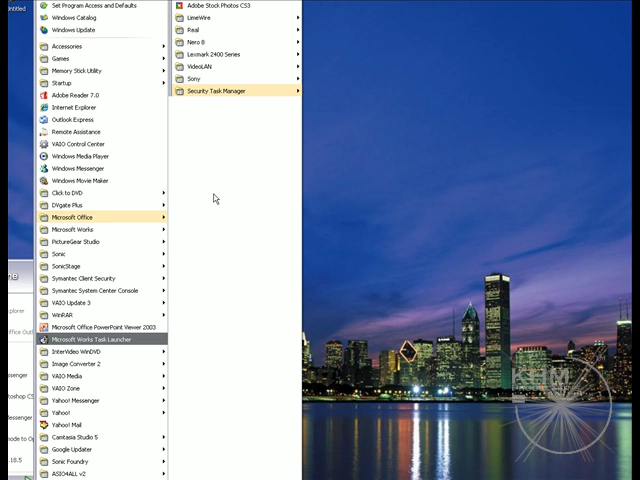 Untitled
Set Program Access and Defaults
Windows Catalog
Windows Update
Accessories
Games
Memory Stick Utility
Startup
Adobe Reader 7.0
Internet Explorer
Outlook Express
Remote Assistance
VAIO Control Center
Windows Media Player
Windows Messenger
Windows Movie Maker
Click to DVD
DVgate Plus
Microsoft Office
Microsoft Works
PictureGear Studio
Sonic
SonicStage
Symantec Client Security
Symantec System Center Console
VAIO Update 3
WinRAR
Microsoft Office PowerPoint Viewer 2003
Microsoft Works Task Launcher
InterVideo WinDVD
Image Converter 2
VAIO Media
VAIO Zone
Yahoo! Messenger
Yahoo!
Yahoo! Mail
Camtasia Studio 5
Google Updater
Sonic Foundry
ASIO4ALL v2
Adobe Stock Photos CS3
LimeWire
Real
Nero 8
Lexmark 2400 Series
VideoLAN
Sony
Security Task Manager
KHM